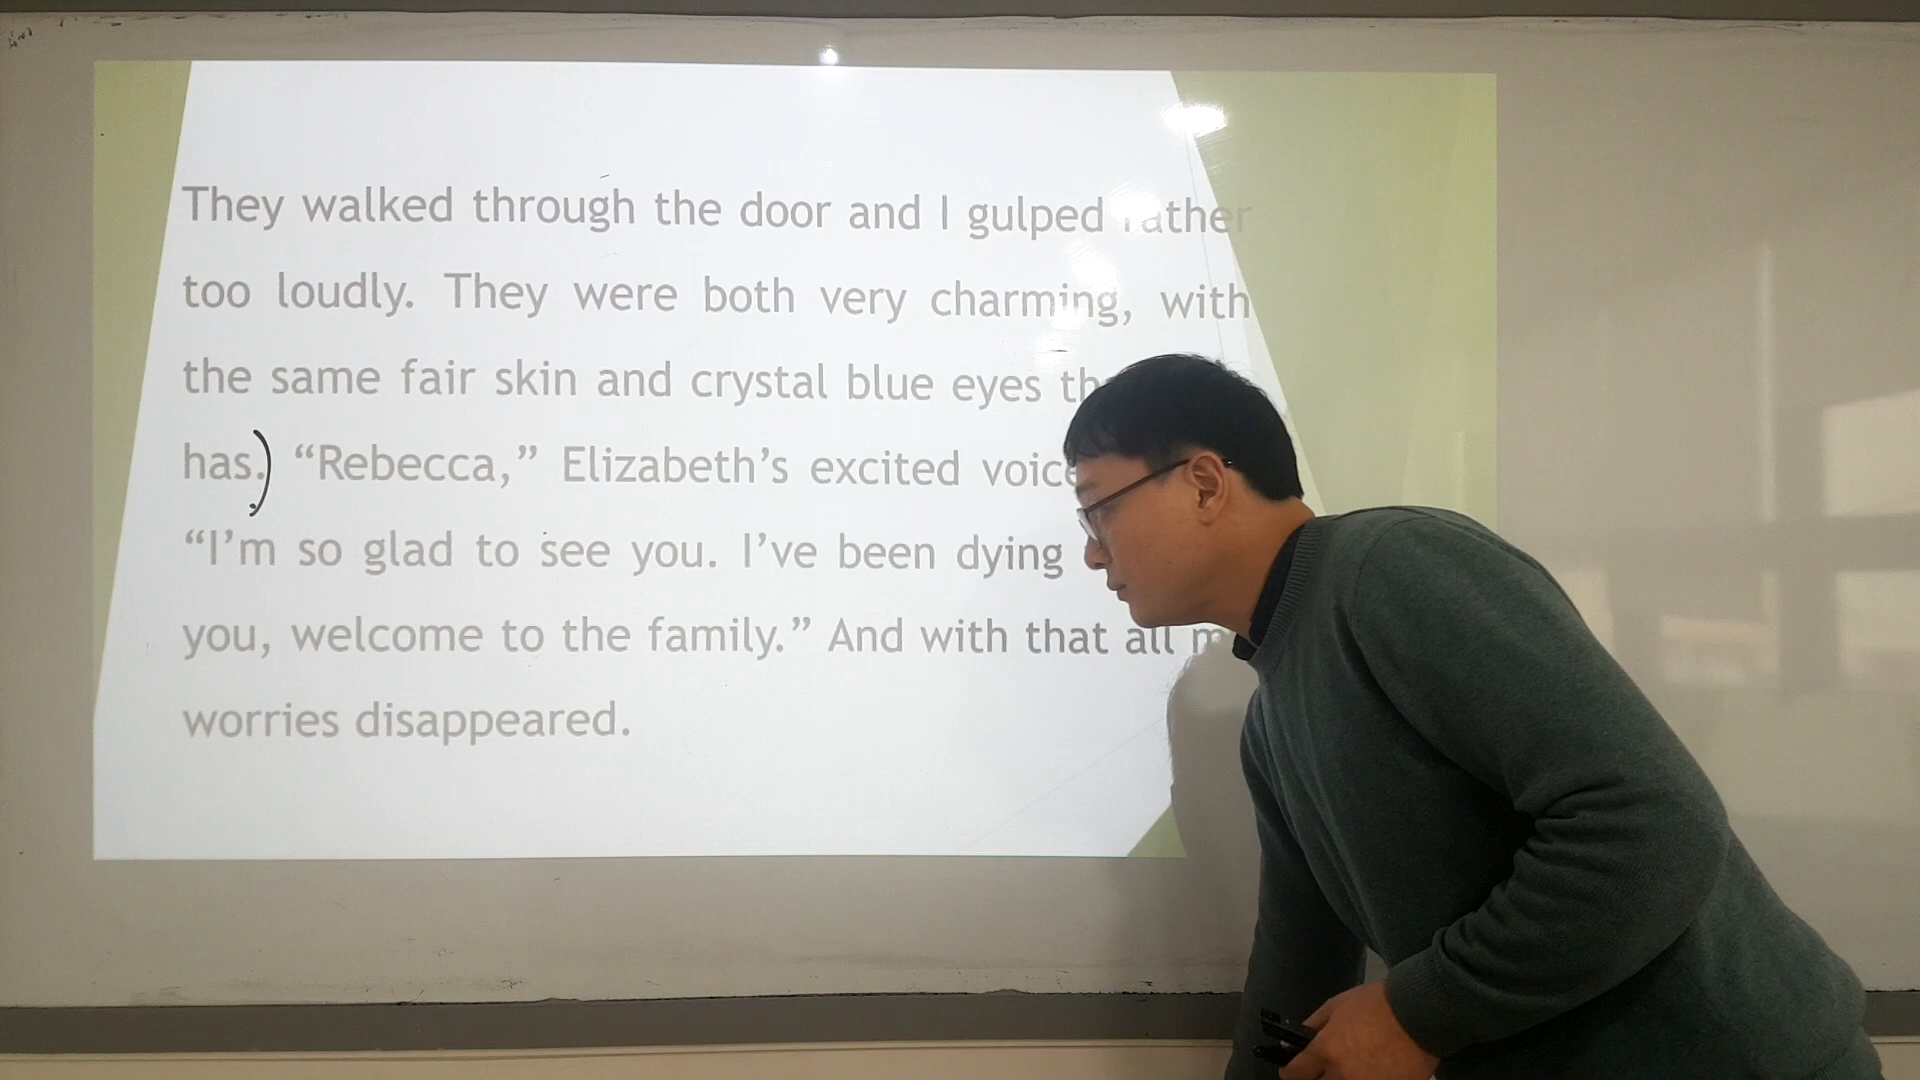 They walked through the door and I gulped rather
too loudly. They were both very charming, with
the same fair skin and crystal blue eyes
has.) “Rebecca,” Elizabeth’s excited voice
“I’m so glad to see you. I’ve been dying
you, welcome to the family.” And with that all
worries disappeared.